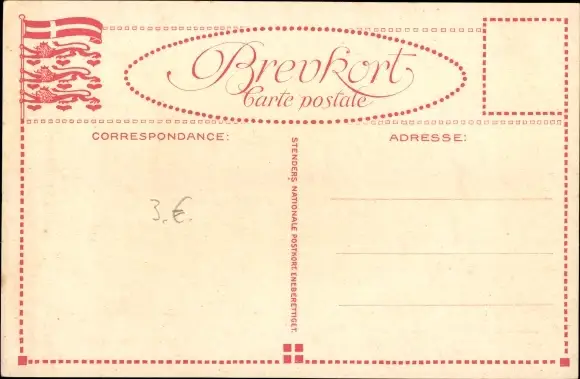 Brevkort
Carte postale
CORRESPONDANCE:
ADRESSE:
STENDERS NATIONALE POSTKORT. ENEBERETTIGET.
3.€.